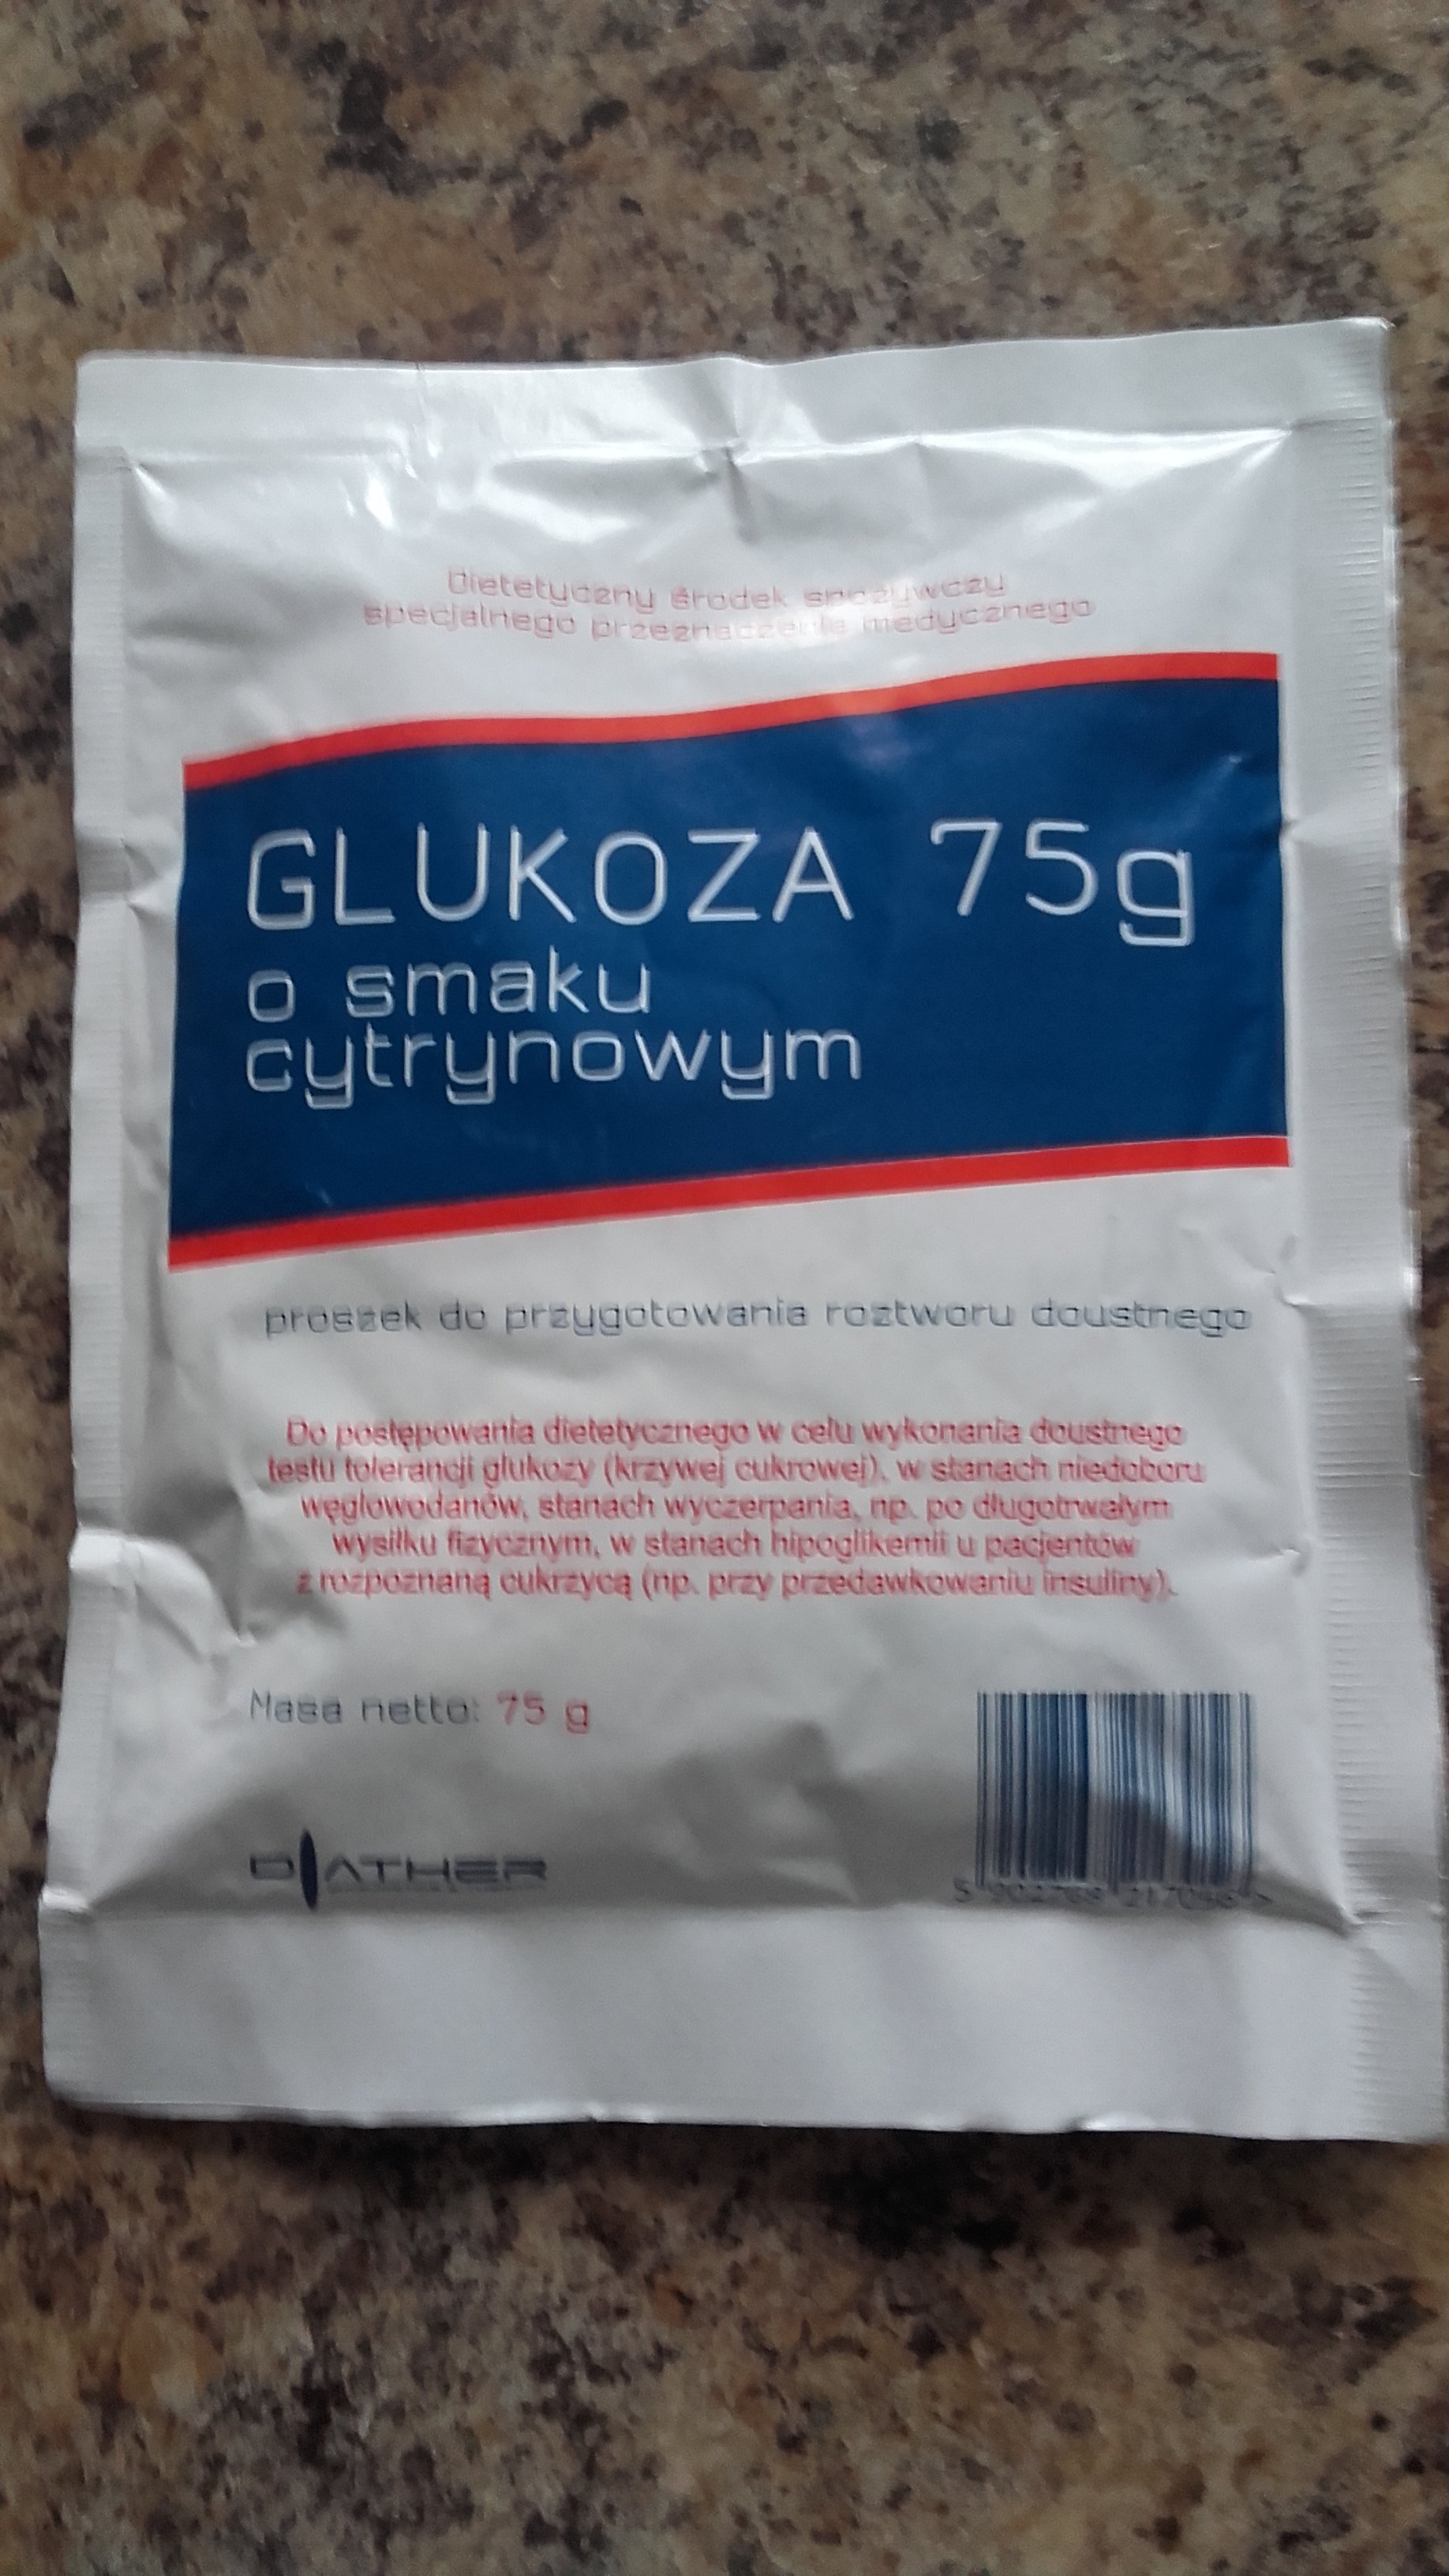 Dietetyczny środek spożywczy
specjalnego przeznaczenia medycznego
GLUKOZA 75g
o smaku
cytrynowym
proszek do przygotowania roztworu doustnego
Do postępowania dietetycznego w celu wykonania doustnego
testu tolerancji glukozy (krzywej cukrowej), w stanach niedoboru
węglowodanów, stanach wyczerpania, np. po długotrwałym
wysiłku fizycznym, w stanach hipoglikemii u pacjentów
z rozpoznaną cukrzycą (np. przy przedawkowaniu insuliny).
Masa netto: 75 g
DIATHER